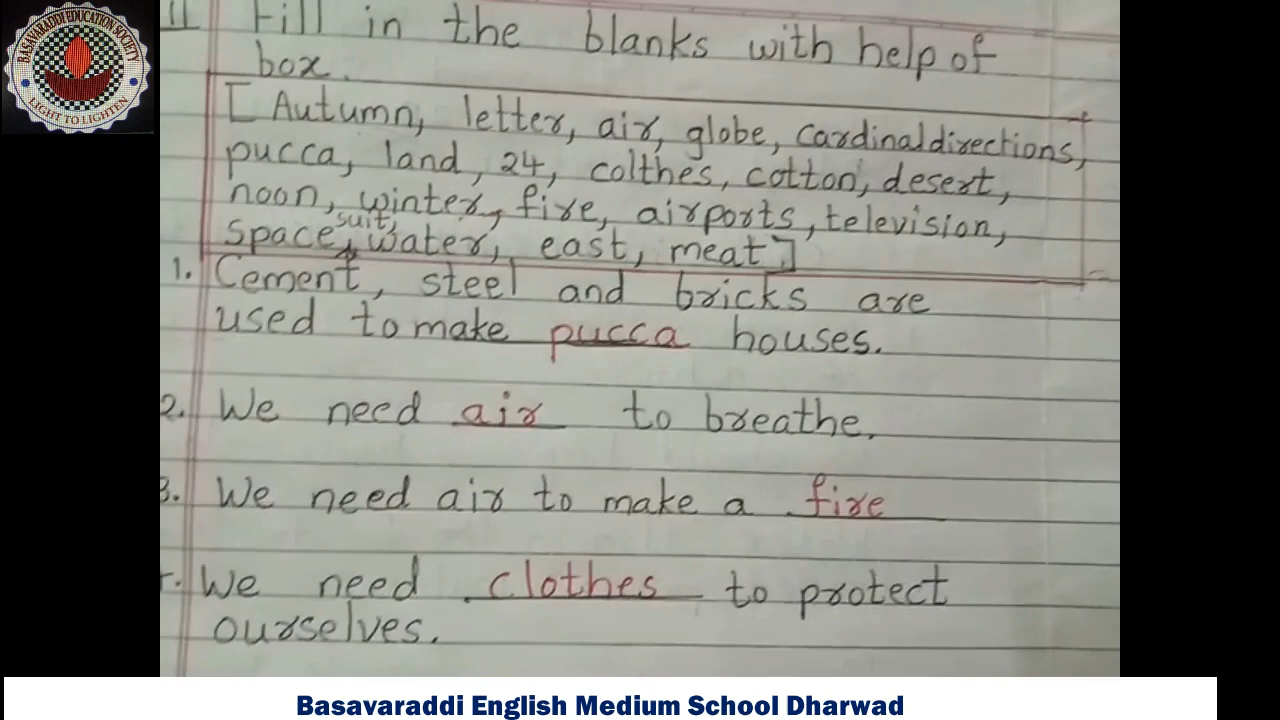 BASAVARADDI EDUCATION SOCIETY
LIGHT TO LIGHTEN
II Fill in the blanks with help of
box.
[ Autumn, letter, air, globe, cardinal directions,
pucca, land, 24, colthes, cotton, desert,
noon, winter, fire, airports, television,
suit,
space, water, east, meat ]
1. Cement, steel and bricks are
used to make pucca houses.
2. We need air to breathe.
3. We need air to make a fire
We need clothes to protect
ourselves.
Basavaraddi English Medium School Dharwad